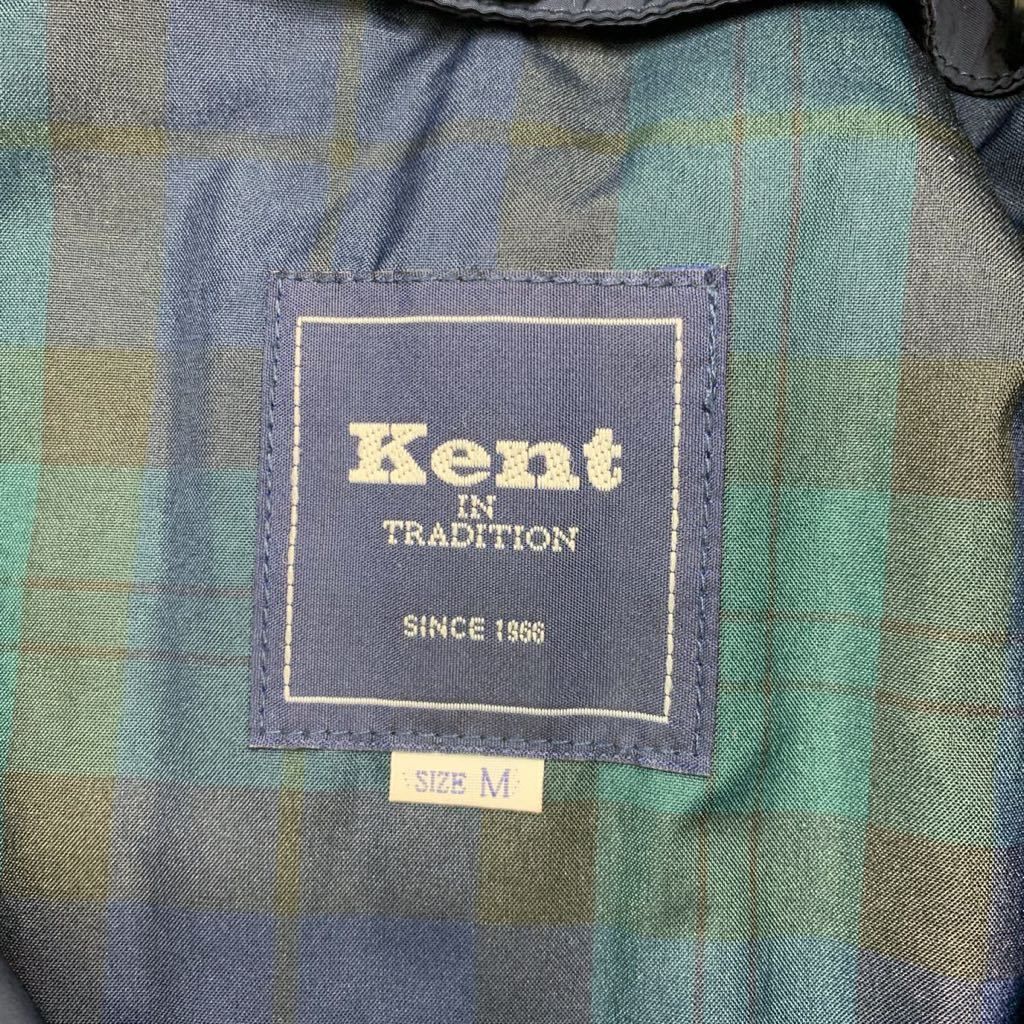 Kent
IN
TRADITION
SINCE 1966
SIZE M